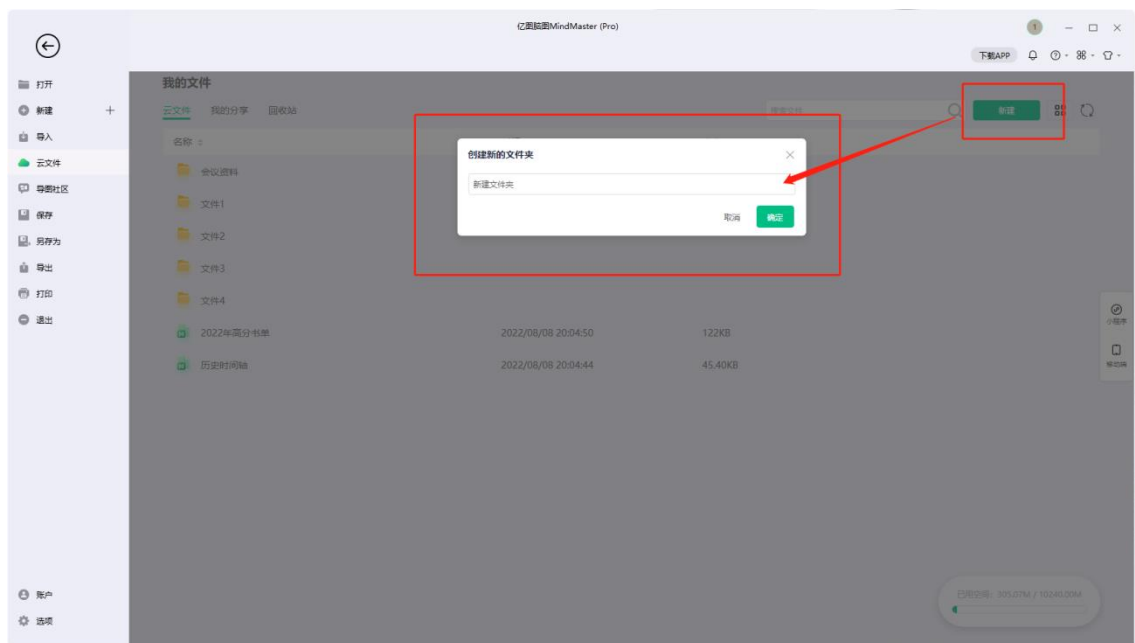 亿图脑图MindMaster (Pro)
下载APP
打开
新建
导入
云文件
导图社区
保存
另存为
导出
打印
退出
账户
选项
我的文件
云文件 我的分享 回收站
搜索文件
新建
名称
创建新的文件夹
新建文件夹
取消 确定
会议资料
文件1
文件2
文件3
文件4
2022年高分书单 2022/08/08 20:04:50 122KB
历史时间轴 2022/08/08 20:04:44 45.40KB
小程序
移动端